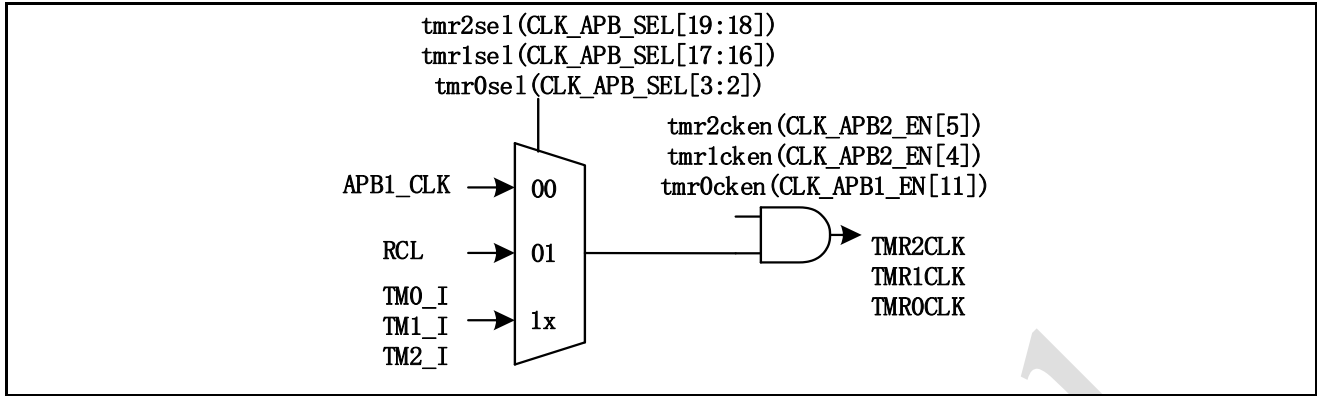 tmr2sel(CLK_APB_SEL[19:18])
tmr1sel(CLK_APB_SEL[17:16])
tmr0sel(CLK_APB_SEL[3:2])
tmr2cken(CLK_APB2_EN[5])
tmr1cken(CLK_APB2_EN[4])
tmr0cken(CLK_APB1_EN[11])
APB1_CLK
00
RCL
01
TM0_I
TM1_I
TM2_I
1x
TMR2CLK
TMR1CLK
TMR0CLK